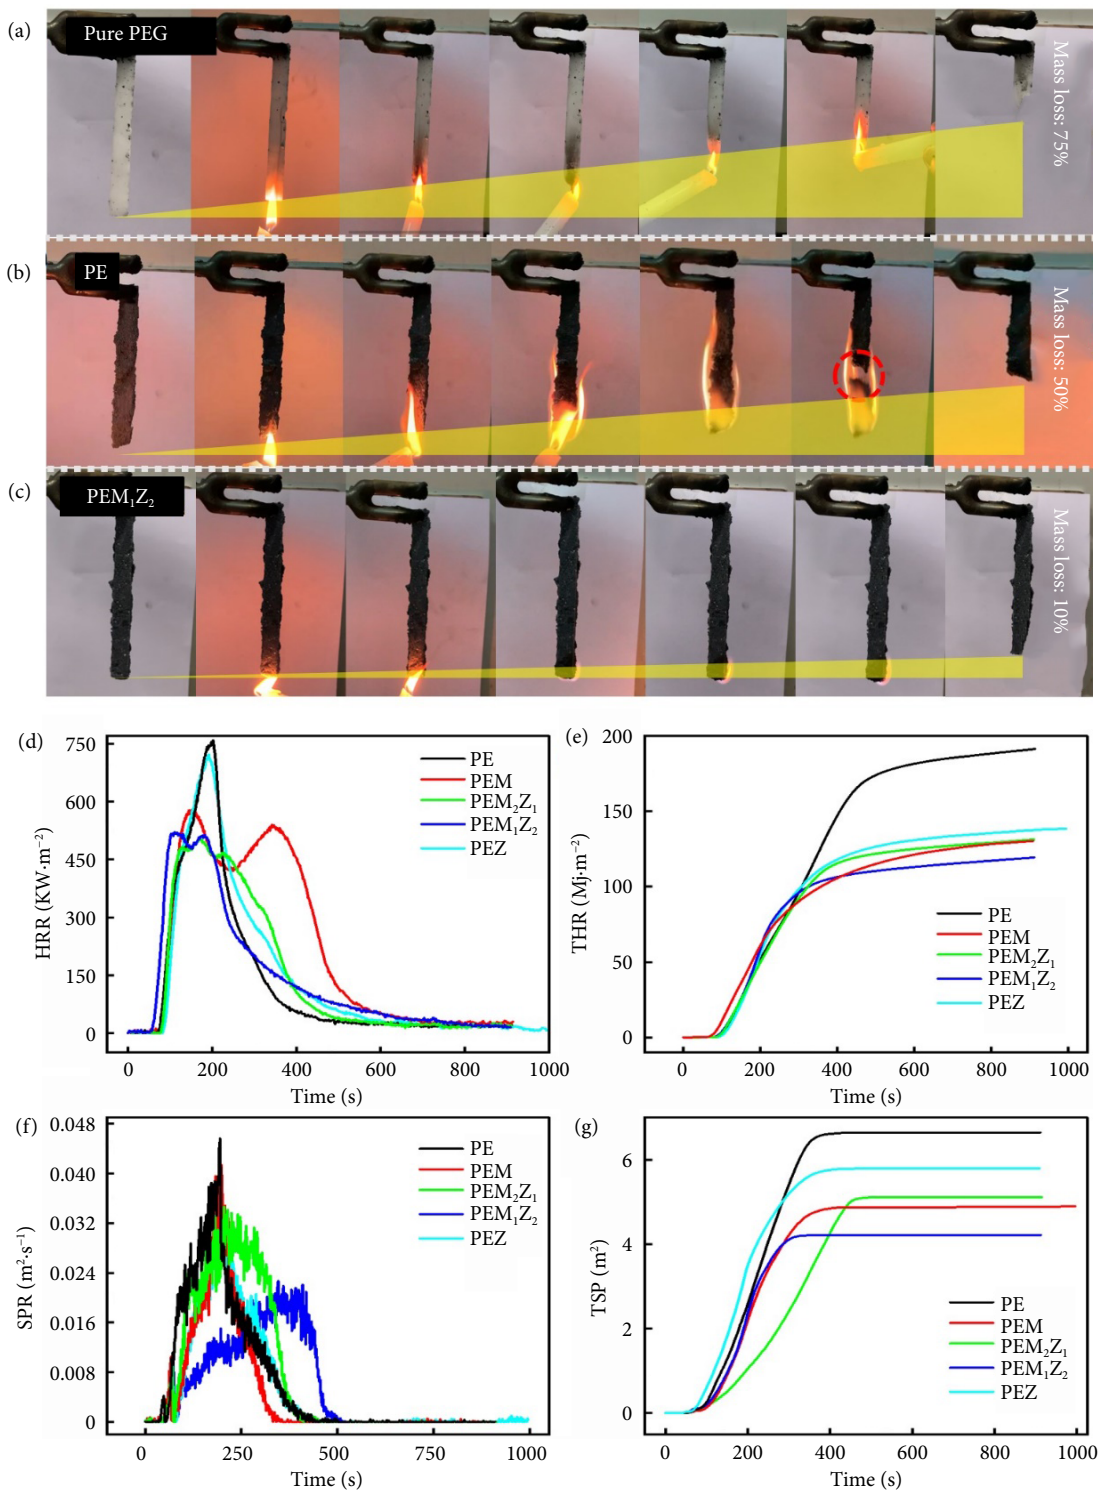 (a)
Pure PEG
Mass loss: 75%
(b)
PE
Mass loss: 50%
(c)
PEM₁Z₂
Mass loss: 10%
(d)
HRR (KW·m⁻²)
750
600
450
300
150
0
PE
PEM
PEM₂Z₁
PEM₁Z₂
PEZ
0 200 400 600 800 1000
Time (s)
(e)
THR (Mj·m⁻²)
200
150
100
50
0
PE
PEM
PEM₂Z₁
PEM₁Z₂
PEZ
0 200 400 600 800 1000
Time (s)
(f)
SPR (m²·s⁻¹)
0.048
0.040
0.032
0.024
0.016
0.008
0
PE
PEM
PEM₂Z₁
PEM₁Z₂
PEZ
0 250 500 750 1000
Time (s)
(g)
TSP (m²)
6
4
2
0
PE
PEM
PEM₂Z₁
PEM₁Z₂
PEZ
0 200 400 600 800 1000
Time (s)